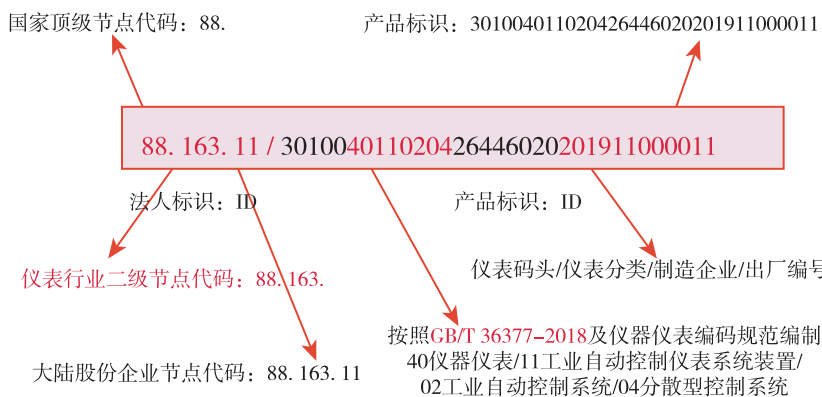 国家顶级节点代码：88.
产品标识：30100401102042644602020191​1000011
88. 163. 11 / 301004011020426446020201911000011
法人标识：ID
产品标识：ID
仪表行业二级节点代码：88. 163.
仪表码头/仪表分类/制造企业/出厂编号
按照GB/T 36377-2018及仪器仪表编码规范编制
40仪器仪表/11工业自动控制仪表系统装置/
02工业自动控制系统/04分散型控制系统
大陆股份企业节点代码：88. 163. 11